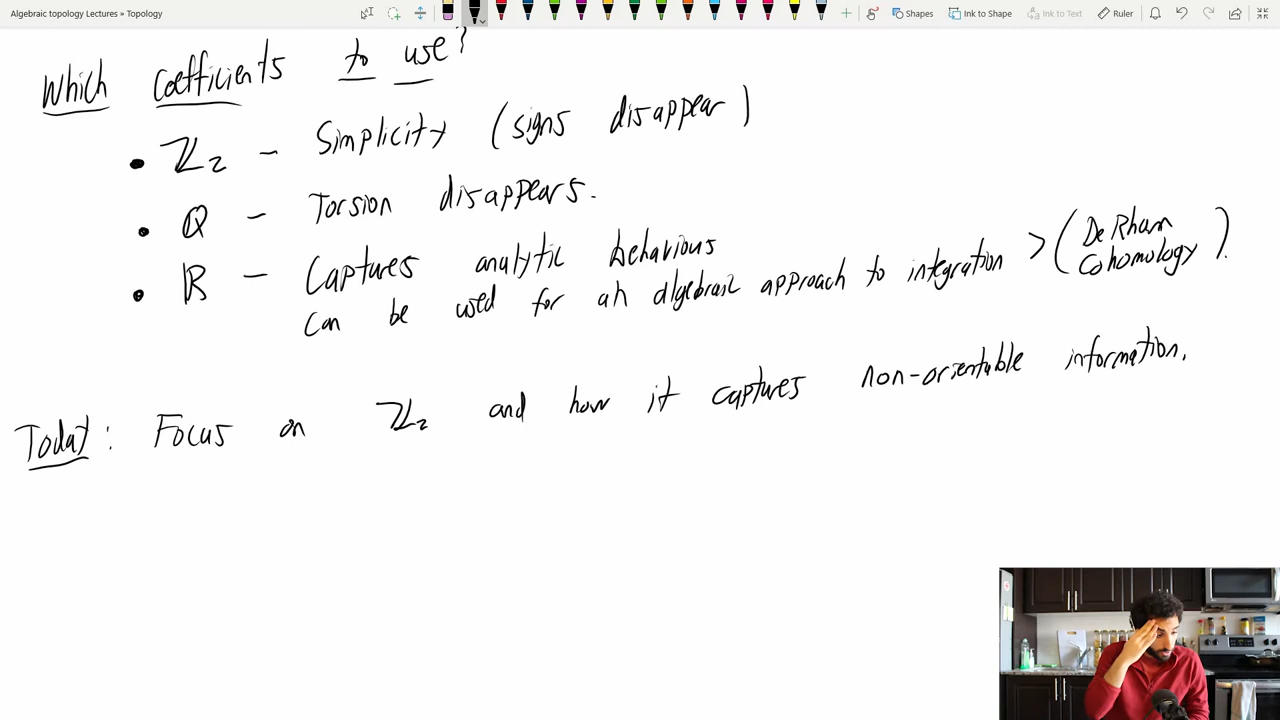 Algebraic topology Lectures » Topology
Shapes
Ink to Shape
Ink to Text
Ruler
Which Coefficients to use?
• ℤ₂ – Simplicity (signs disappear)
• ℚ – Torsion disappears.
• ℝ – Captures analytic behavious
Can be used for an algebraic approach to integration > (De Rham Cohomology).
Today: Focus on ℤ₂ and how it captures non-orientable information.